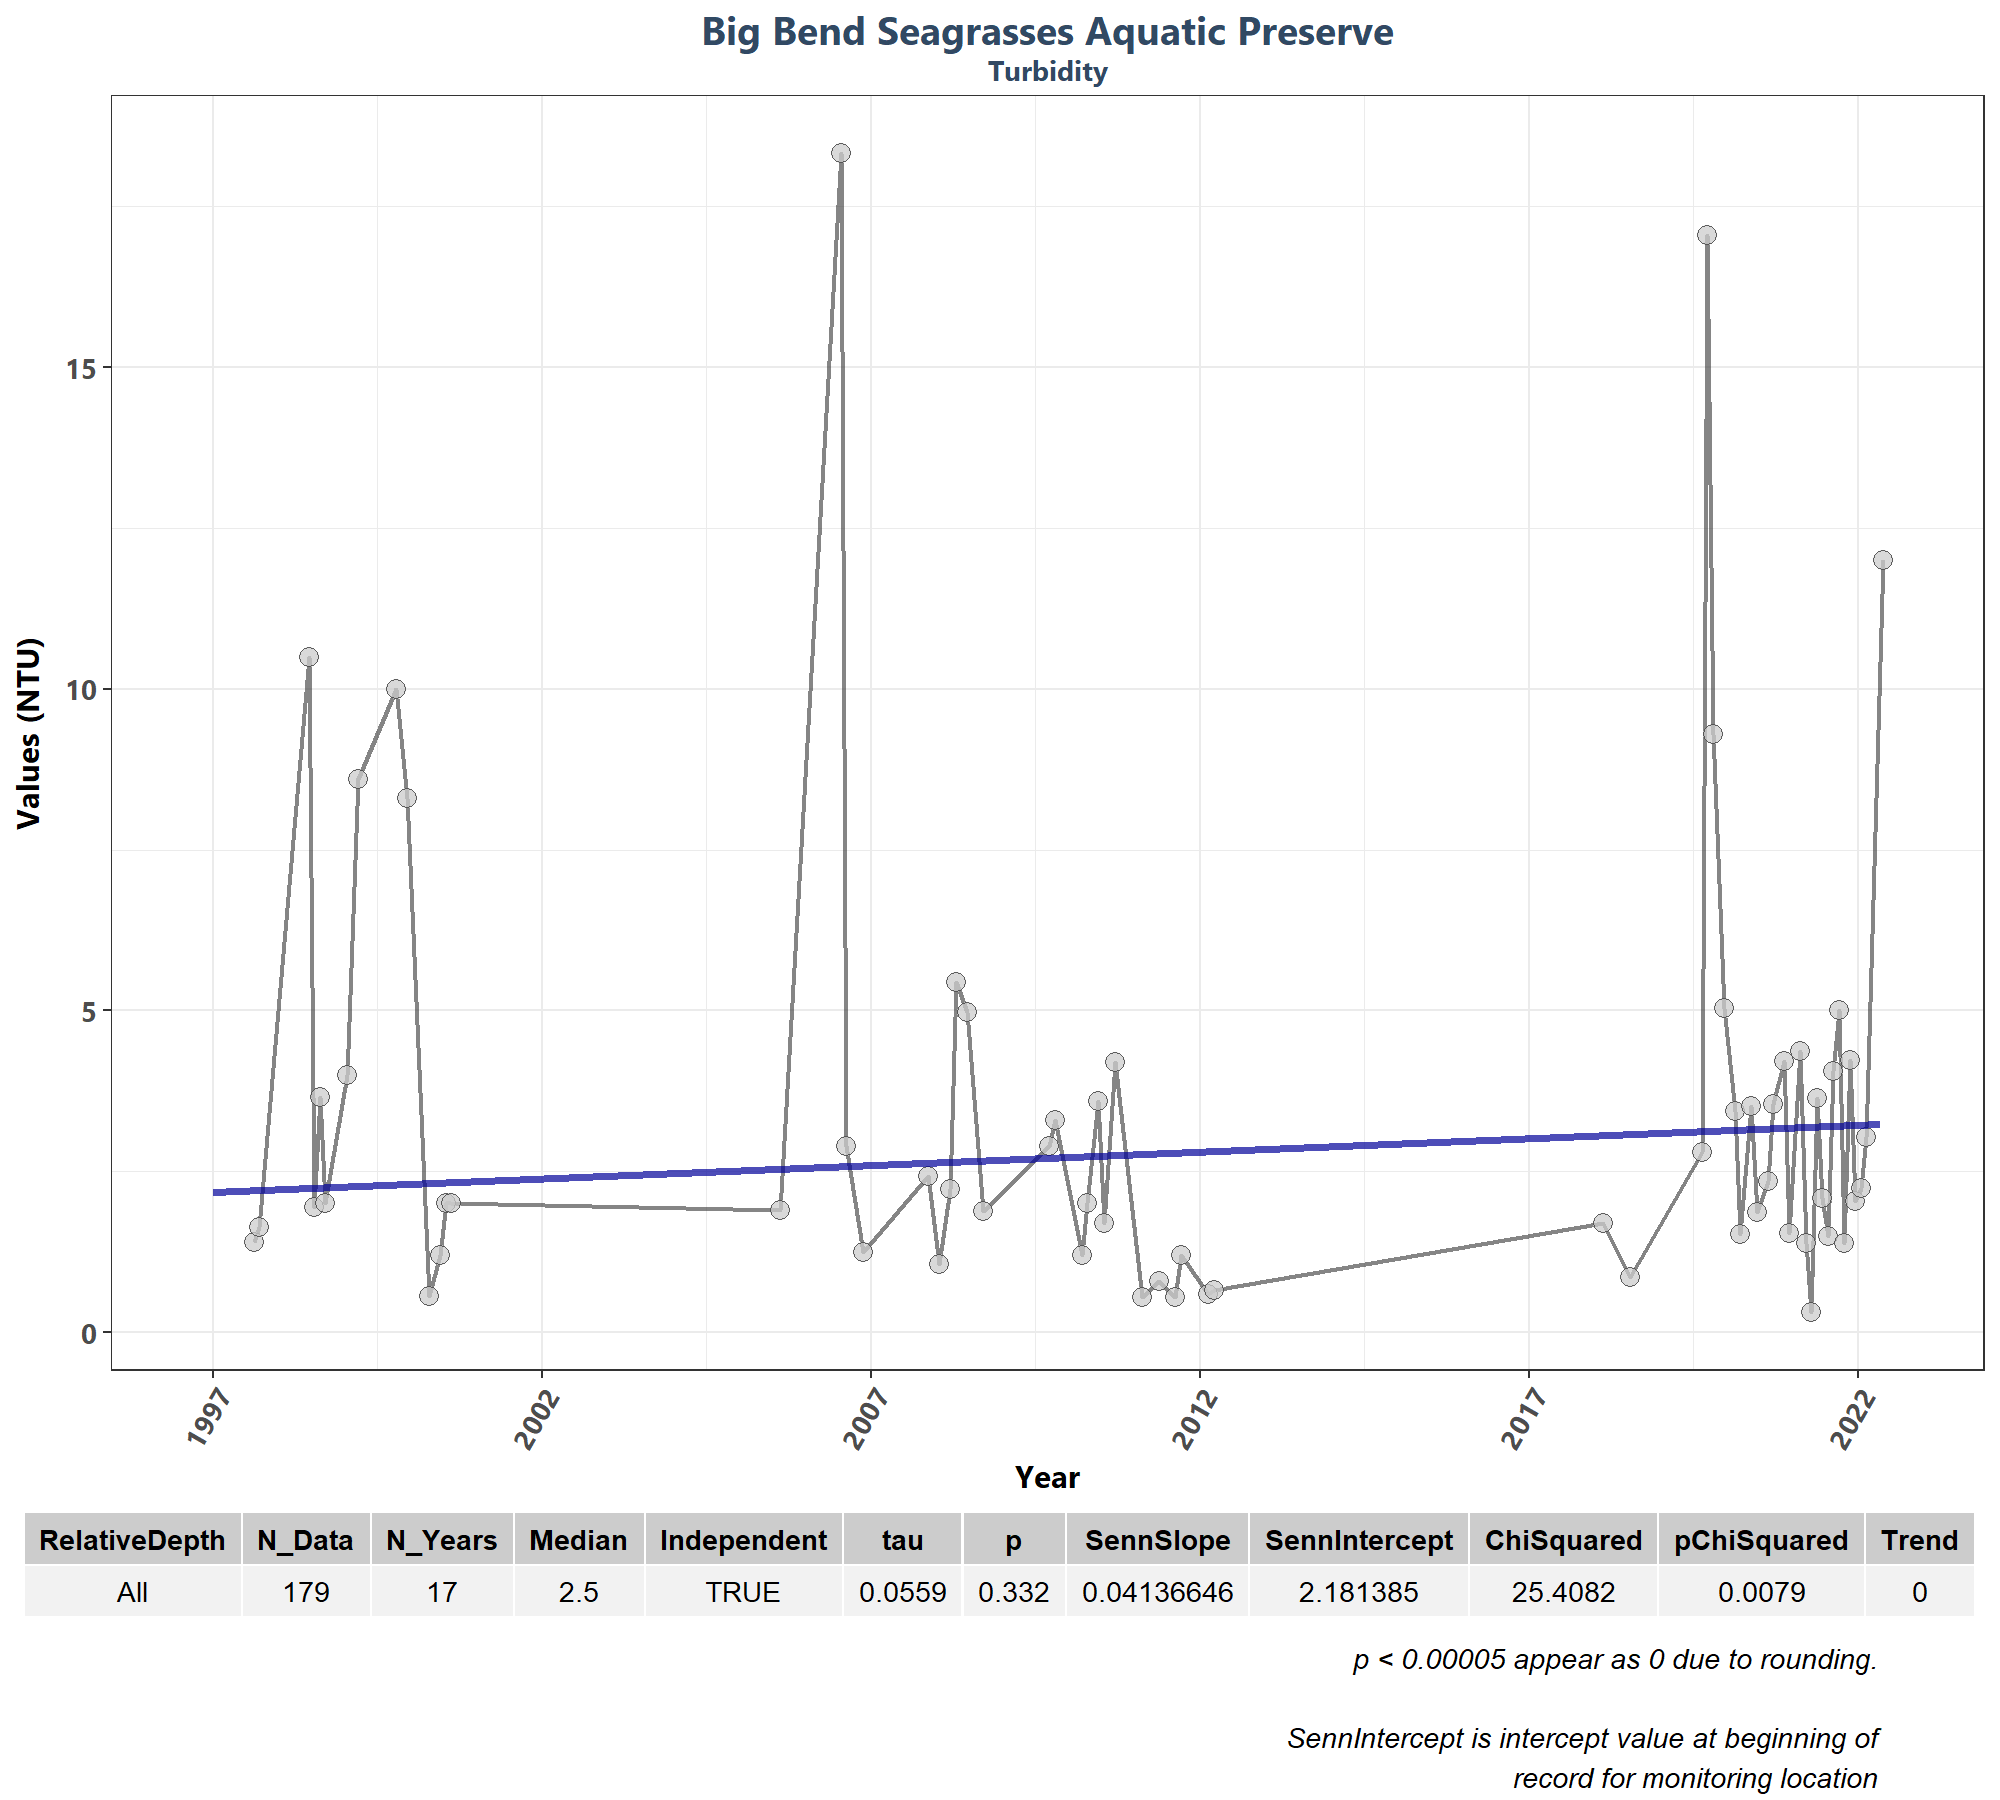 Big Bend Seagrasses Aquatic Preserve
Turbidity
Values (NTU)
15
10
5
0
1997 2002 2007 2012 2017 2022
Year
RelativeDepth N_Data N_Years Median Independent tau p SennSlope SennIntercept ChiSquared pChiSquared Trend
All 179 17 2.5 TRUE 0.0559 0.332 0.04136646 2.181385 25.4082 0.0079 0
p < 0.00005 appear as 0 due to rounding.
SennIntercept is intercept value at beginning of
record for monitoring location